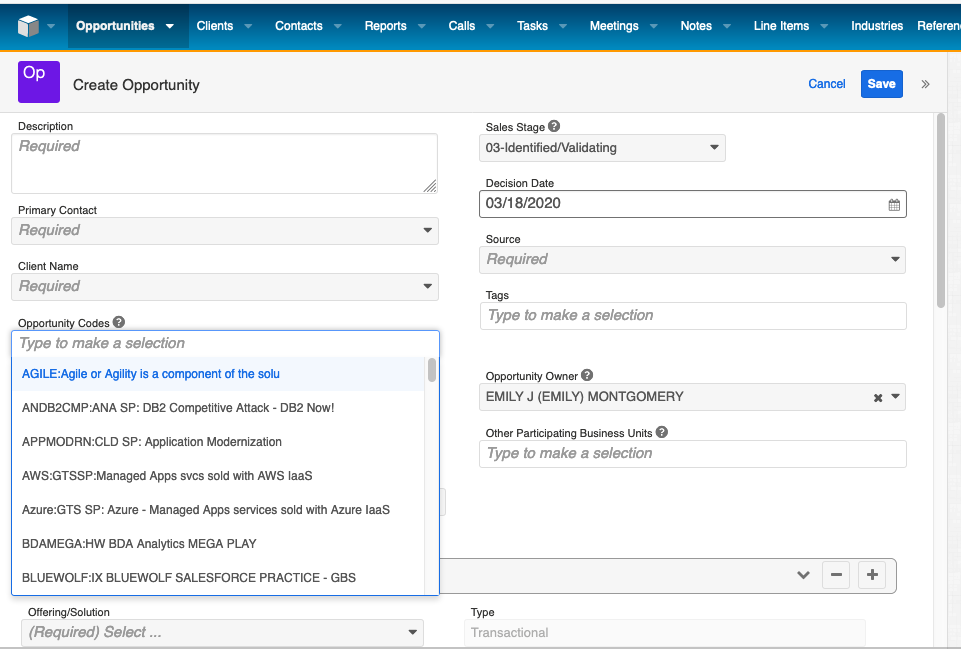 Opportunities Clients Contacts Reports Calls Tasks Meetings Notes Line Items Industries Referen
Op Create Opportunity Cancel Save »
Description
Required
Primary Contact
Required
Client Name
Required
Opportunity Codes ?
Type to make a selection
AGILE:Agile or Agility is a component of the solu
ANDB2CMP:ANA SP: DB2 Competitive Attack - DB2 Now!
APPMODRN:CLD SP: Application Modernization
AWS:GTSSP:Managed Apps svcs sold with AWS IaaS
Azure:GTS SP: Azure - Managed Apps services sold with Azure IaaS
BDAMEGA:HW BDA Analytics MEGA PLAY
BLUEWOLF:IX BLUEWOLF SALESFORCE PRACTICE - GBS
Sales Stage ?
03-Identified/Validating
Decision Date
03/18/2020
Source
Required
Tags
Type to make a selection
Opportunity Owner ?
EMILY J (EMILY) MONTGOMERY
Other Participating Business Units ?
Type to make a selection
Offering/Solution
(Required) Select ...
Type
Transactional